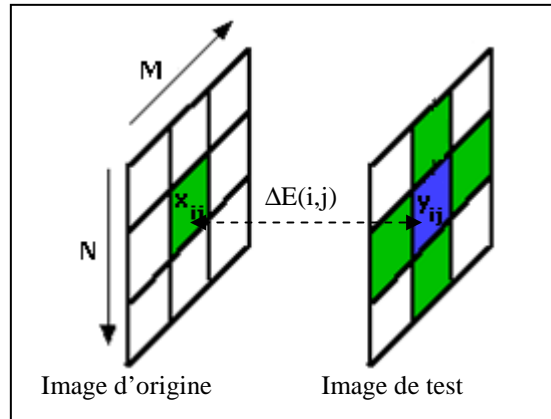 M
N
x_ij
ΔE(i,j)
y_ij
Image d’origine
Image de test